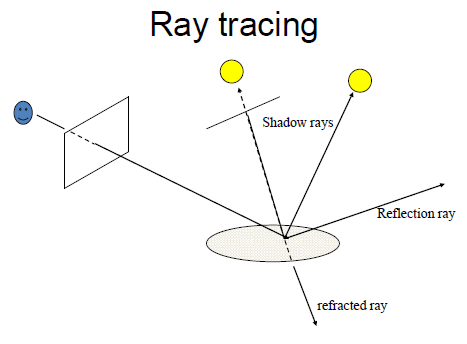 Ray tracing
Shadow rays
Reflection ray
refracted ray